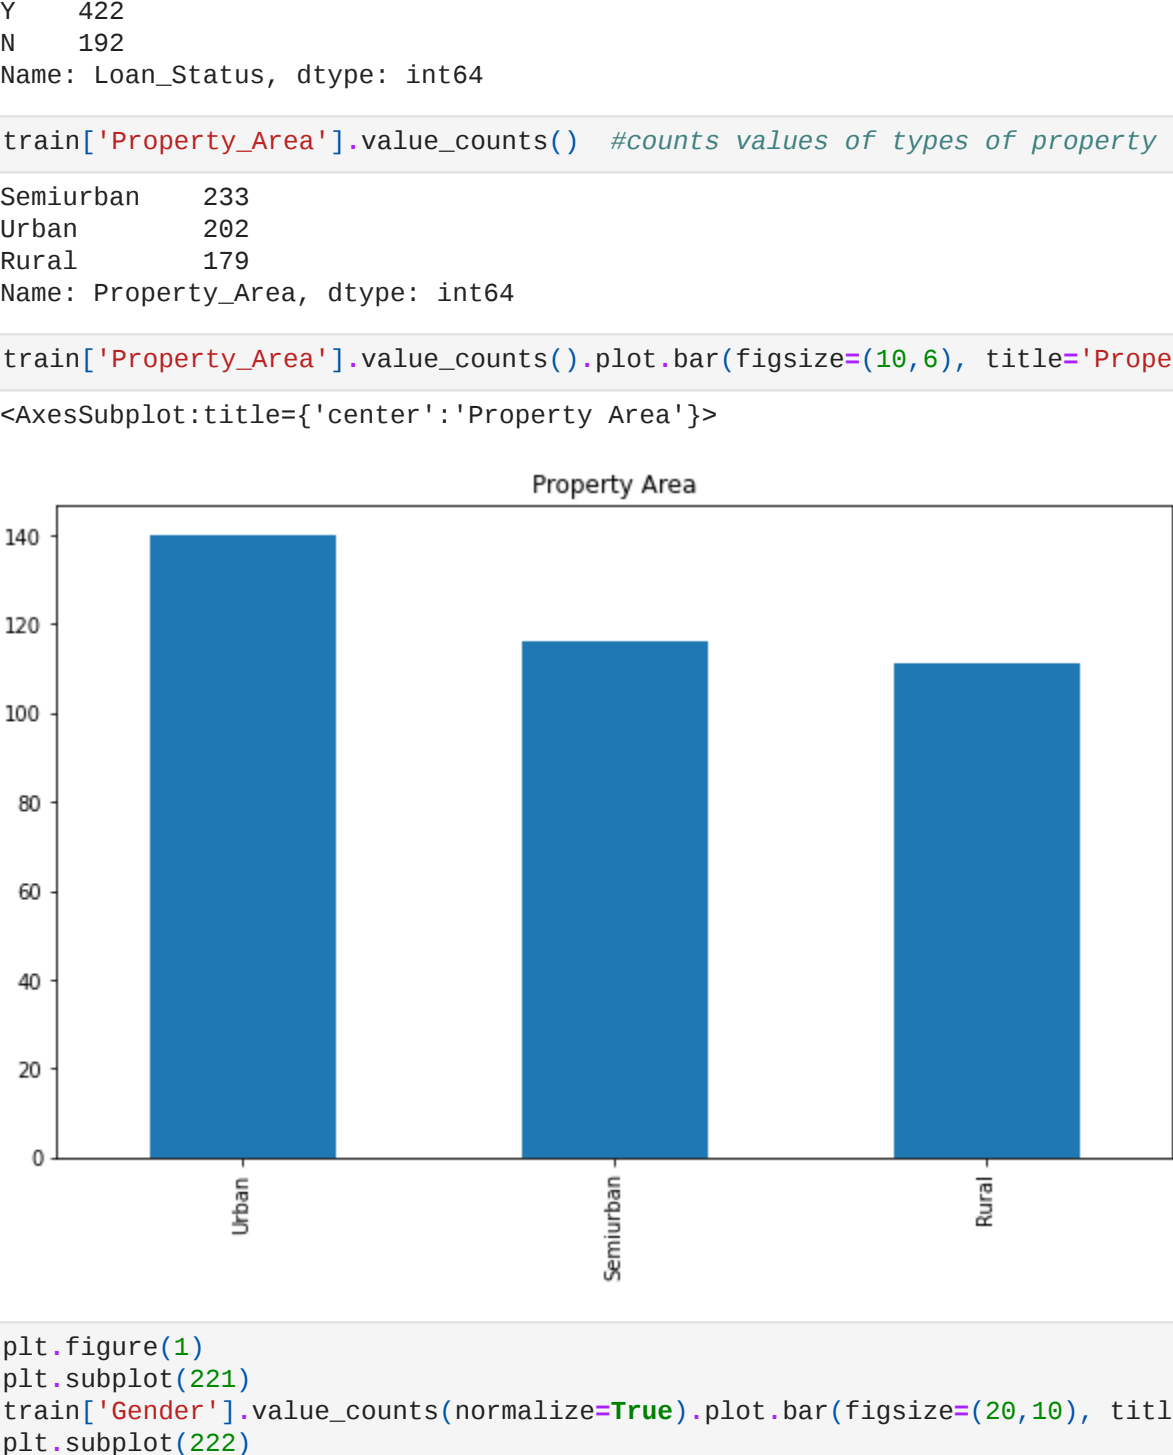 Y    422
N    192
Name: Loan_Status, dtype: int64
train['Property_Area'].value_counts()  #counts values of types of property
Semiurban    233
Urban        202
Rural        179
Name: Property_Area, dtype: int64
train['Property_Area'].value_counts().plot.bar(figsize=(10,6), title='Prope
<AxesSubplot:title={'center':'Property Area'}>
Property Area
140
120
100
80
60
40
20
0
Urban
Semiurban
Rural
plt.figure(1)
plt.subplot(221)
train['Gender'].value_counts(normalize=True).plot.bar(figsize=(20,10), titl
plt.subplot(222)